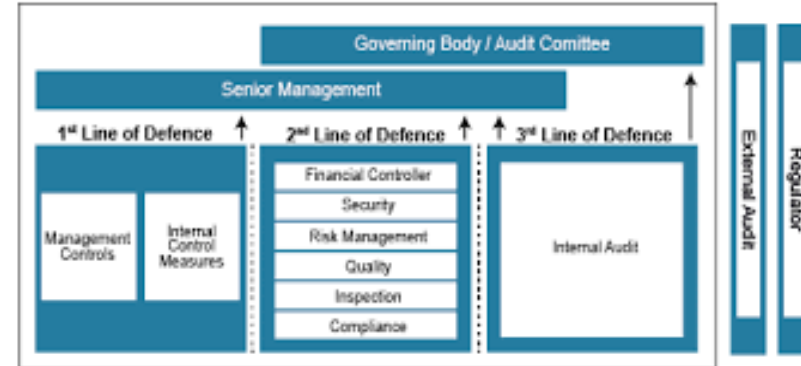 Governing Body / Audit Comittee
Senior Management
1st Line of Defence
2nd Line of Defence
3rd Line of Defence
Management
Controls
Internal
Control
Measures
Financial Controller
Security
Risk Management
Quality
Inspection
Compliance
Internal Audit
External Audit
Regulator